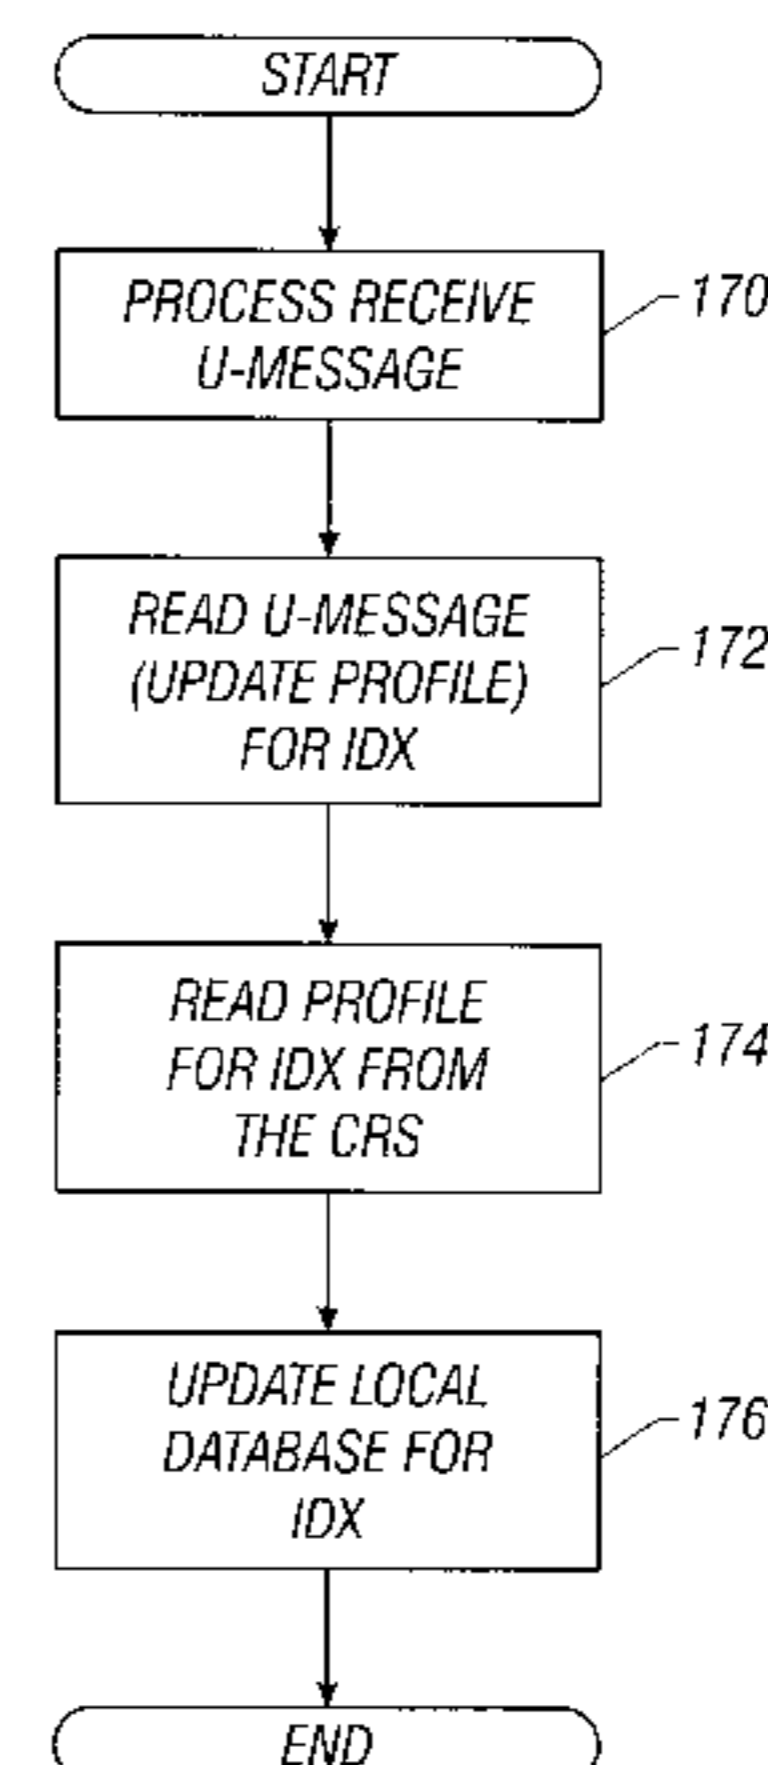 START
PROCESS RECEIVE
U-MESSAGE
170
READ U-MESSAGE
(UPDATE PROFILE)
FOR IDX
172
READ PROFILE
FOR IDX FROM
THE CRS
174
UPDATE LOCAL
DATABASE FOR
IDX
176
END